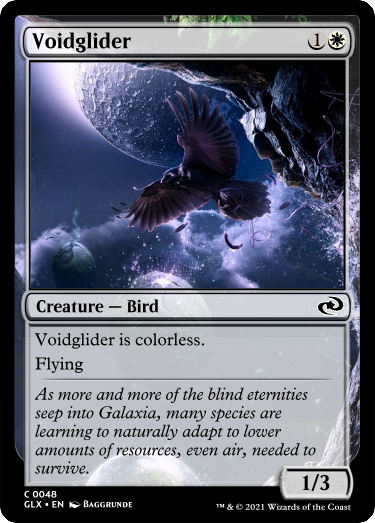 Voidglider 1
Creature — Bird
Voidglider is colorless.
Flying
As more and more of the blind eternities
seep into Galaxia, many species are
learning to naturally adapt to lower
amounts of resources, even air, needed to
survive.
1/3
C 0048
GLX • EN BAGGRUNDE
™ & © 2021 Wizards of the Coast